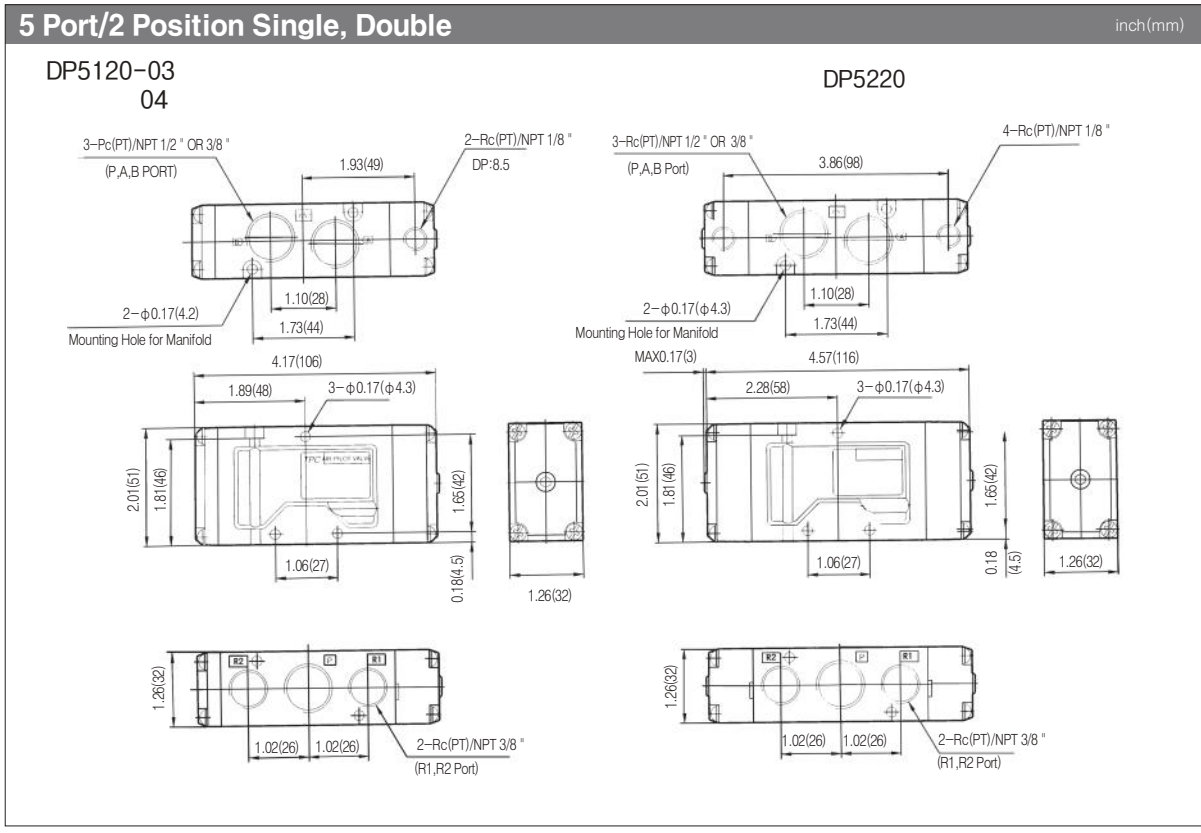 5 Port/2 Position Single, Double
inch(mm)
DP5120-03
04
3-Pc(PT)/NPT 1/2 " OR 3/8 "
(P,A,B PORT)
2-Rc(PT)/NPT 1/8 "
DP:8.5
1.93(49)
1.10(28)
2-φ0.17(4.2)
Mounting Hole for Manifold
1.73(44)
4.17(106)
1.89(48)
3-φ0.17(φ4.3)
2.01(51)
1.81(46)
TPC AIR PILOT VALVE
1.65(42)
1.06(27)
0.18(4.5)
1.26(32)
R2
P
R1
1.26(32)
1.02(26)
1.02(26)
2-Rc(PT)/NPT 3/8 "
(R1,R2 Port)
DP5220
3-Rc(PT)/NPT 1/2 " OR 3/8 "
(P,A,B Port)
4-Rc(PT)/NPT 1/8 "
3.86(98)
1.10(28)
2-φ0.17(φ4.3)
Mounting Hole for Manifold
1.73(44)
MAX0.17(3)
4.57(116)
2.28(58)
3-φ0.17(φ4.3)
2.01(51)
1.81(46)
1.65(42)
1.06(27)
0.18
(4.5)
1.26(32)
R2
P
R1
1.26(32)
1.02(26)
1.02(26)
2-Rc(PT)/NPT 3/8 "
(R1,R2 Port)